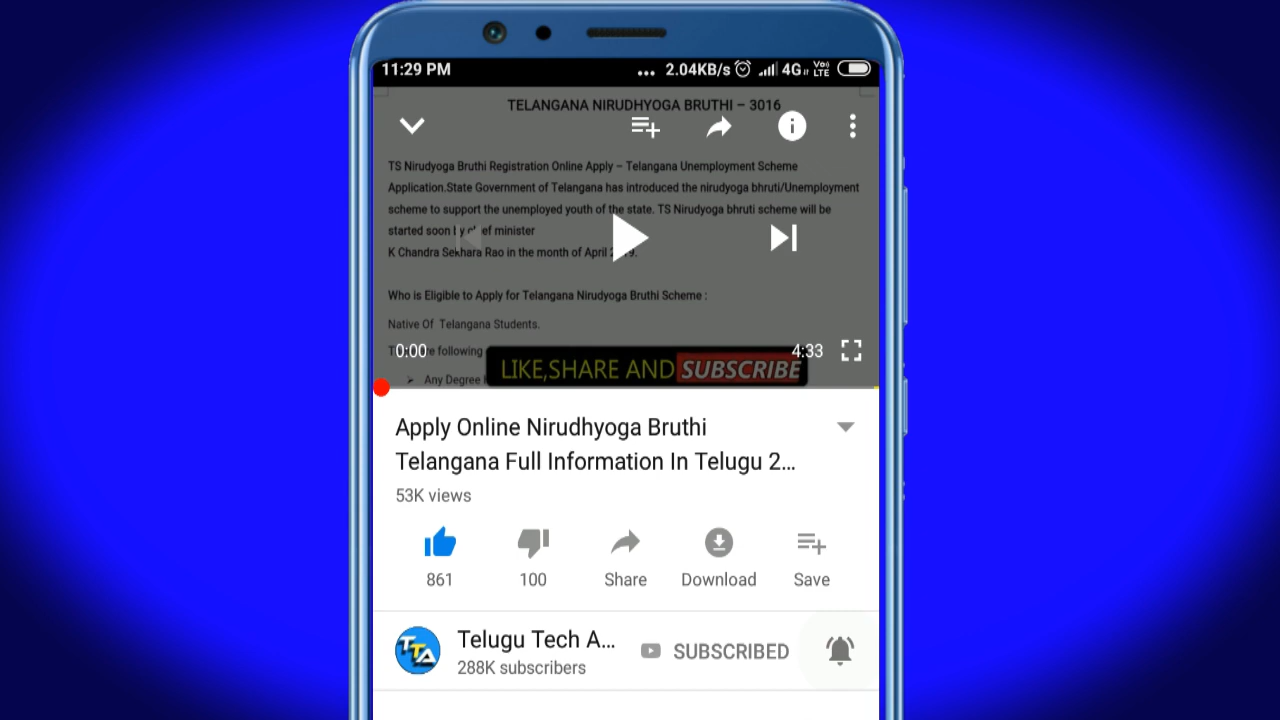 11:29 PM
... 2.04KB/s 4G VoLTE
TELANGANA NIRUDHYOGA BRUTHI – 3016
TS Nirudyoga Bruthi Registration Online Apply – Telangana Unemployment Scheme
Application.State Government of Telangana has introduced the nirudyoga bhruti/Unemployment
scheme to support the unemployed youth of the state. TS Nirudyoga bhruti scheme will be
started soon by chief minister
K Chandra Sekhara Rao in the month of April 2019.
Who is Eligible to Apply for Telangana Nirudyoga Bruthi Scheme :
Native Of Telangana Students.
following
0:00
4:33
Any Degree
LIKE,SHARE AND SUBSCRIBE
Apply Online Nirudhyoga Bruthi
Telangana Full Information In Telugu 2...
53K views
861
100
Share
Download
Save
TTA
Telugu Tech A...
288K subscribers
SUBSCRIBED